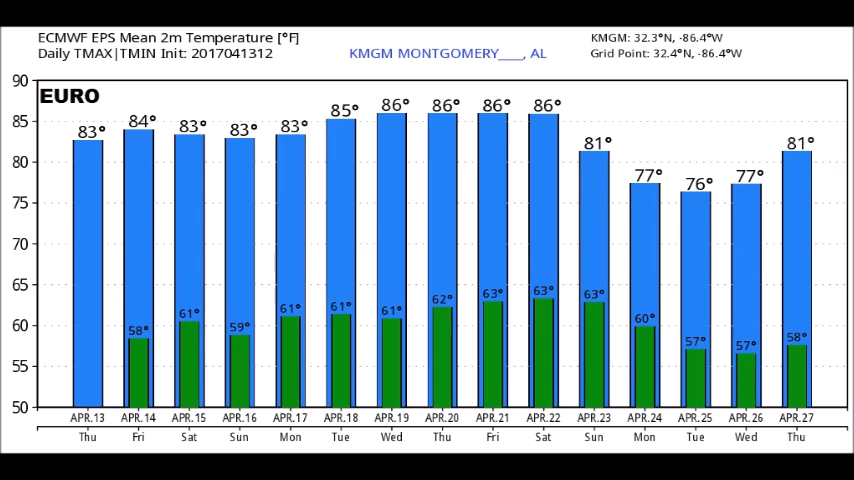 ECMWF EPS Mean 2m Temperature [°F]
Daily TMAX|TMIN Init: 2017041312
KMGM MONTGOMERY____, AL
KMGM: 32.3°N, -86.4°W
Grid Point: 32.4°N, -86.4°W
EURO
90
85
80
75
70
65
60
55
50
83° 84° 83° 83° 83° 85° 86° 86° 86° 86° 81° 77° 76° 77° 81°
58° 61° 59° 61° 61° 61° 62° 63° 63° 63° 60° 57° 57° 58°
APR.13 APR.14 APR.15 APR.16 APR.17 APR.18 APR.19 APR.20 APR.21 APR.22 APR.23 APR.24 APR.25 APR.26 APR.27
Thu Fri Sat Sun Mon Tue Wed Thu Fri Sat Sun Mon Tue Wed Thu